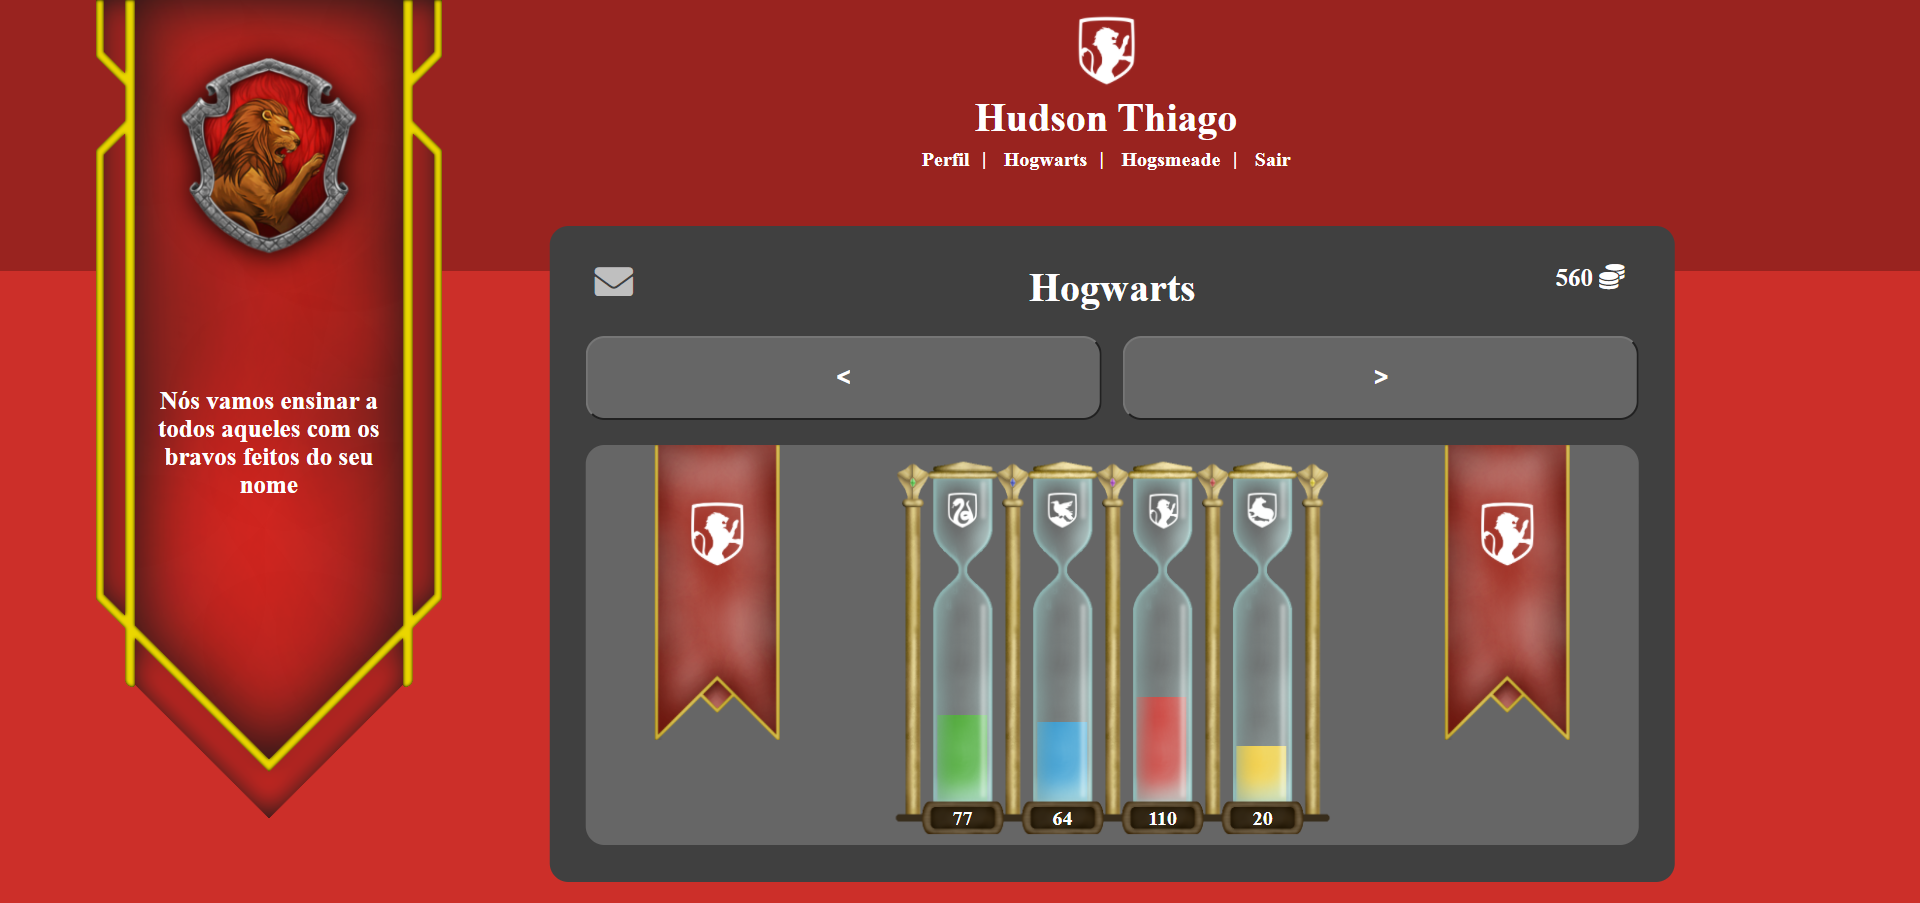 Hudson Thiago
Perfil | Hogwarts | Hogsmeade | Sair
Nós vamos ensinar a
todos aqueles com os
bravos feitos do seu
nome
Hogwarts
560
< >
77 64 110 20